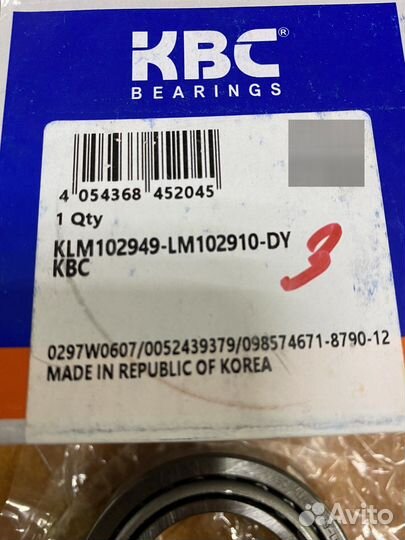 KBC®
BEARINGS
4 054368 452045
1 Qty
KLM102949-LM102910-DY
KBC
3
0297W0607/0052439379/098574671-8790-12
MADE IN REPUBLIC OF KOREA
Avito